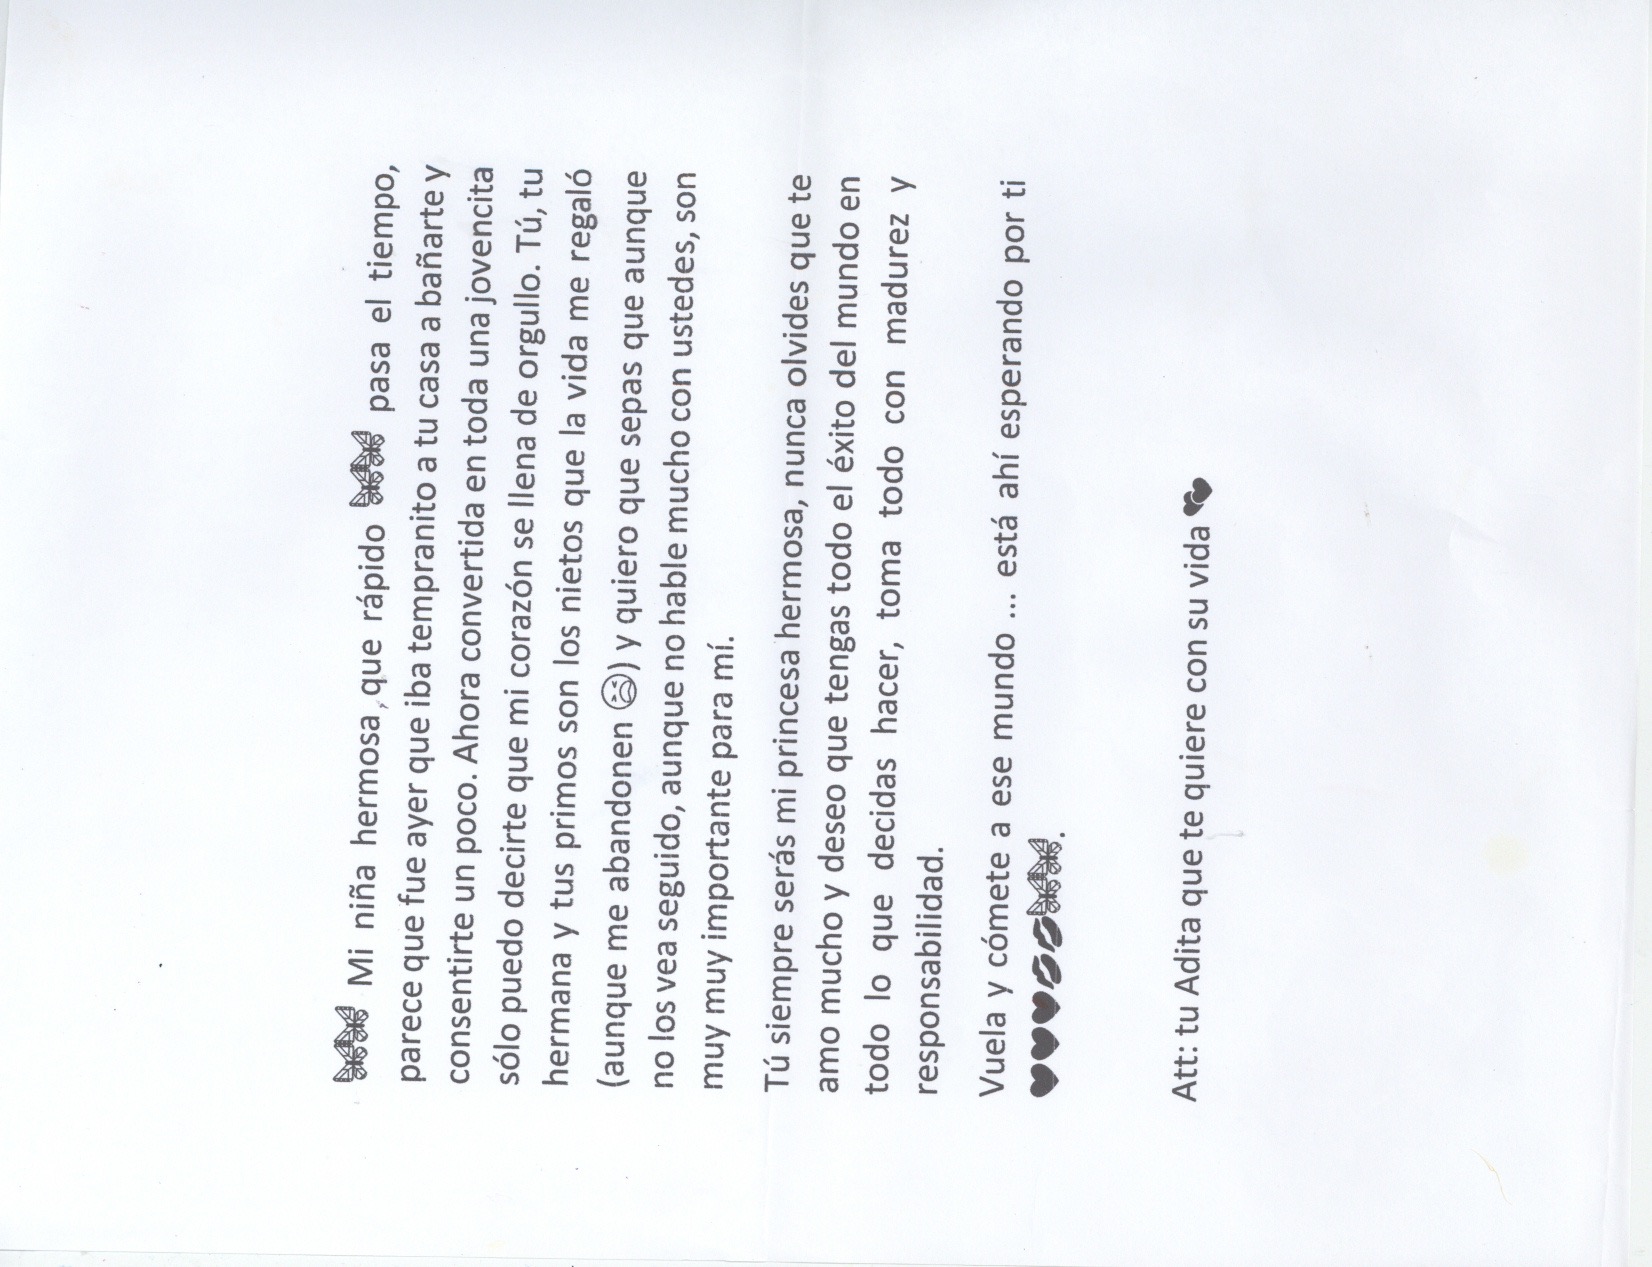 🦋🦋 Mi niña hermosa, que rápido 🦋🦋 pasa el tiempo,
parece que fue ayer que iba tempranito a tu casa a bañarte y
consentirte un poco. Ahora convertida en toda una jovencita
sólo puedo decirte que mi corazón se llena de orgullo. Tú, tu
hermana y tus primos son los nietos que la vida me regaló
(aunque me abandonen 😣) y quiero que sepas que aunque
no los vea seguido, aunque no hable mucho con ustedes, son
muy muy importante para mí.
Tú siempre serás mi princesa hermosa, nunca olvides que te
amo mucho y deseo que tengas todo el éxito del mundo en
todo lo que decidas hacer, toma todo con madurez y
responsabilidad.
Vuela y cómete a ese mundo ... está ahí esperando por ti
❤❤❤💋💋🦋🦋.
Att: tu Adita que te quiere con su vida 💕